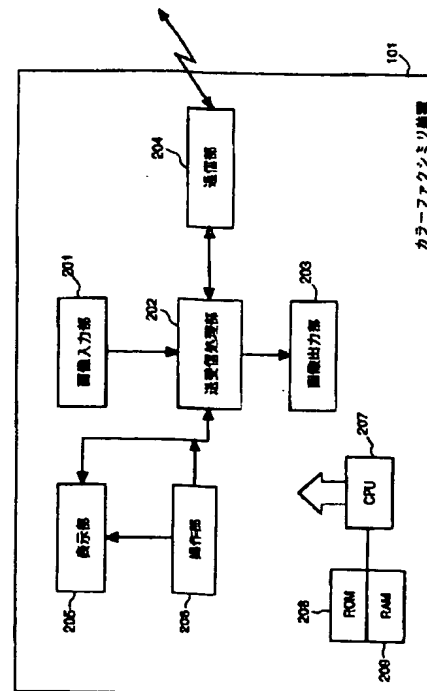 201
画像入力部
204
通信部
202
送受信処理部
203
画像出力部
205
表示部
206
操作部
207
CPU
208
ROM
RAM
209
101
カラーファクシミリ装置